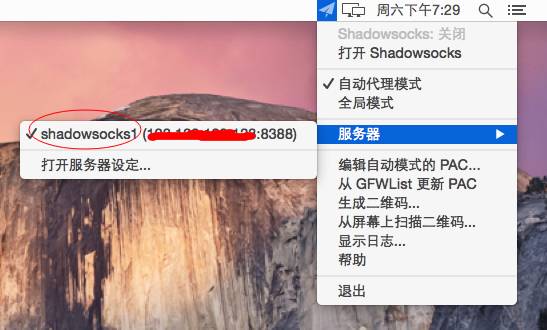 周六下午7:29
Shadowsocks: 关闭
打开 Shadowsocks
✓ 自动代理模式
全局模式
服务器
✓ shadowsocks1 (:8388)
打开服务器设定...
编辑自动模式的 PAC...
从 GFWList 更新 PAC
生成二维码...
从屏幕上扫描二维码...
显示日志...
帮助
退出